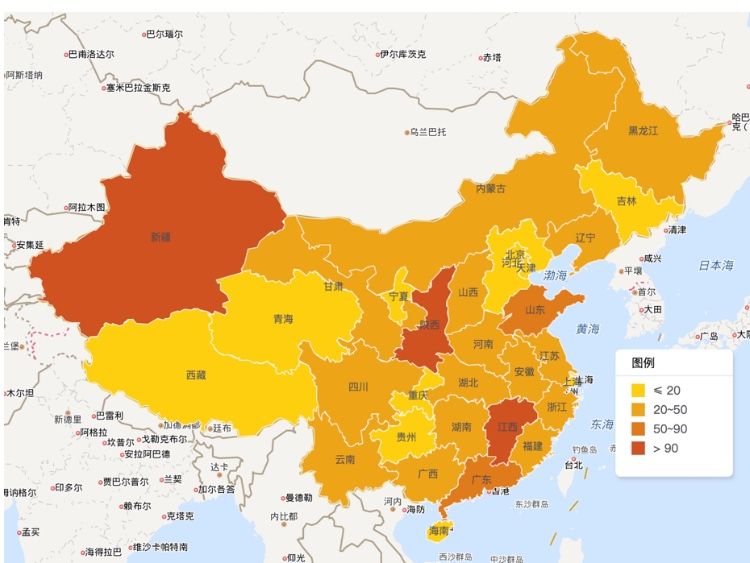 巴尔瑙尔
巴甫洛达尔
伊尔库茨克
赤塔
阿斯塔纳
塞米巴拉金斯克
哈巴
克（
乌兰巴托
黑龙江
内蒙古
吉林
阿拉木图
肯特
清津
新疆
安集延
辽宁
北京
河北
天津
咸兴
日本海
渤海
平壤
甘肃
宁夏
山西
首尔
青海
山东
大田
陕西
黄海
广岛
大阪
河南
兰堡
江苏
图例
西藏
安徽
上海
上海
州
四川
湖北
≤ 20
木尔坦
重庆
20~50
新德里
巴雷利
浙江
50~90
加德满都
廷布
湖南
江西
东海
阿格拉
坎普尔
戈勒克布尔
贵州
> 90
福建
钓鱼岛
赤
安拉阿巴德
云南
台北
达卡
广西
广东
海纳格尔
印多尔
贾巴尔普尔
兰契
加尔各答
香港
曼德勒
河内
赖布尔
海防
东沙群岛
克塔克
内比都
孟买
海南
海得拉巴
维沙卡帕特南
仰光
西沙群岛
中沙群岛